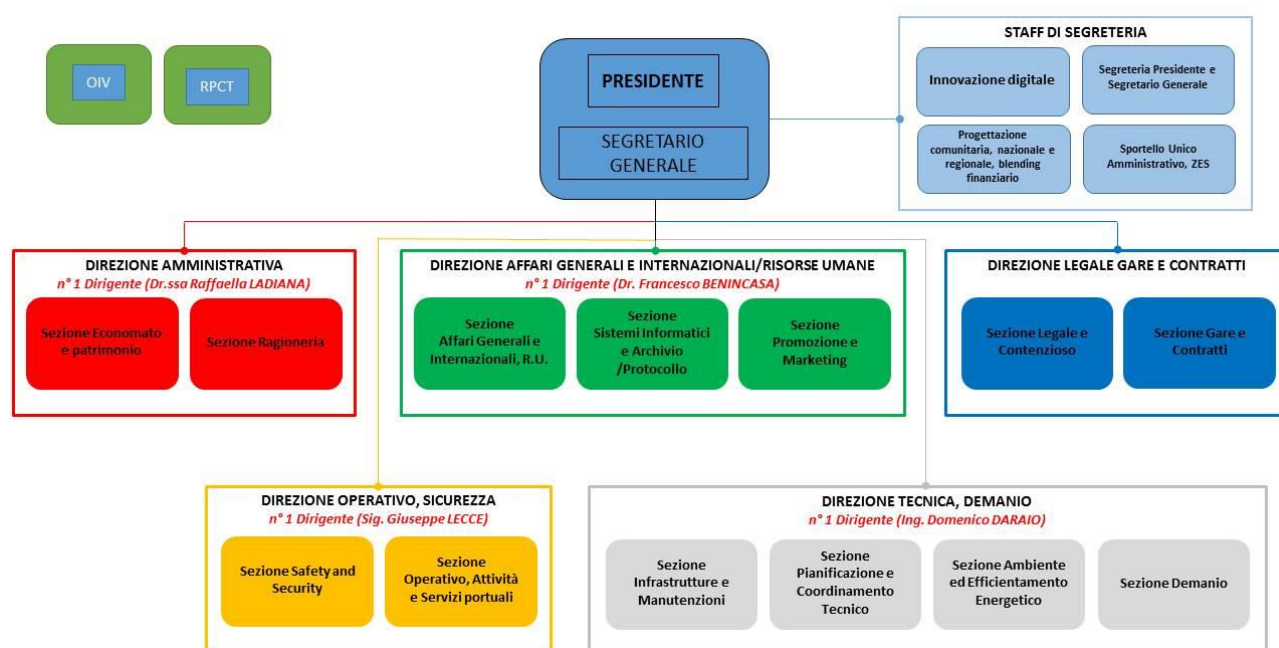 OIV
RPCT
PRESIDENTE
SEGRETARIO
GENERALE
STAFF DI SEGRETERIA
Innovazione digitale
Segreteria Presidente e
Segretario Generale
Progettazione
comunitaria, nazionale e
regionale, blending
finanziario
Sportello Unico
Amministrativo, ZES
DIREZIONE AMMINISTRATIVA
n° 1 Dirigente (Dr.ssa Raffaella LADIANA)
Sezione Economato
e patrimonio
Sezione Ragioneria
DIREZIONE AFFARI GENERALI E INTERNAZIONALI/RISORSE UMANE
n° 1 Dirigente (Dr. Francesco BENINCASA)
Sezione
Affari Generali e
Internazionali, R.U.
Sezione
Sistemi Informatici
e Archivio
/Protocollo
Sezione
Promozione e
Marketing
DIREZIONE LEGALE GARE E CONTRATTI
Sezione Legale e
Contenzioso
Sezione Gare e
Contratti
DIREZIONE OPERATIVO, SICUREZZA
n° 1 Dirigente (Sig. Giuseppe LECCE)
Sezione Safety and
Security
Sezione
Operativo, Attività
e Servizi portuali
DIREZIONE TECNICA, DEMANIO
n° 1 Dirigente (Ing. Domenico DARAIO)
Sezione
Infrastrutture e
Manutenzioni
Sezione
Pianificazione e
Coordinamento
Tecnico
Sezione Ambiente
ed Efficientamento
Energetico
Sezione Demanio